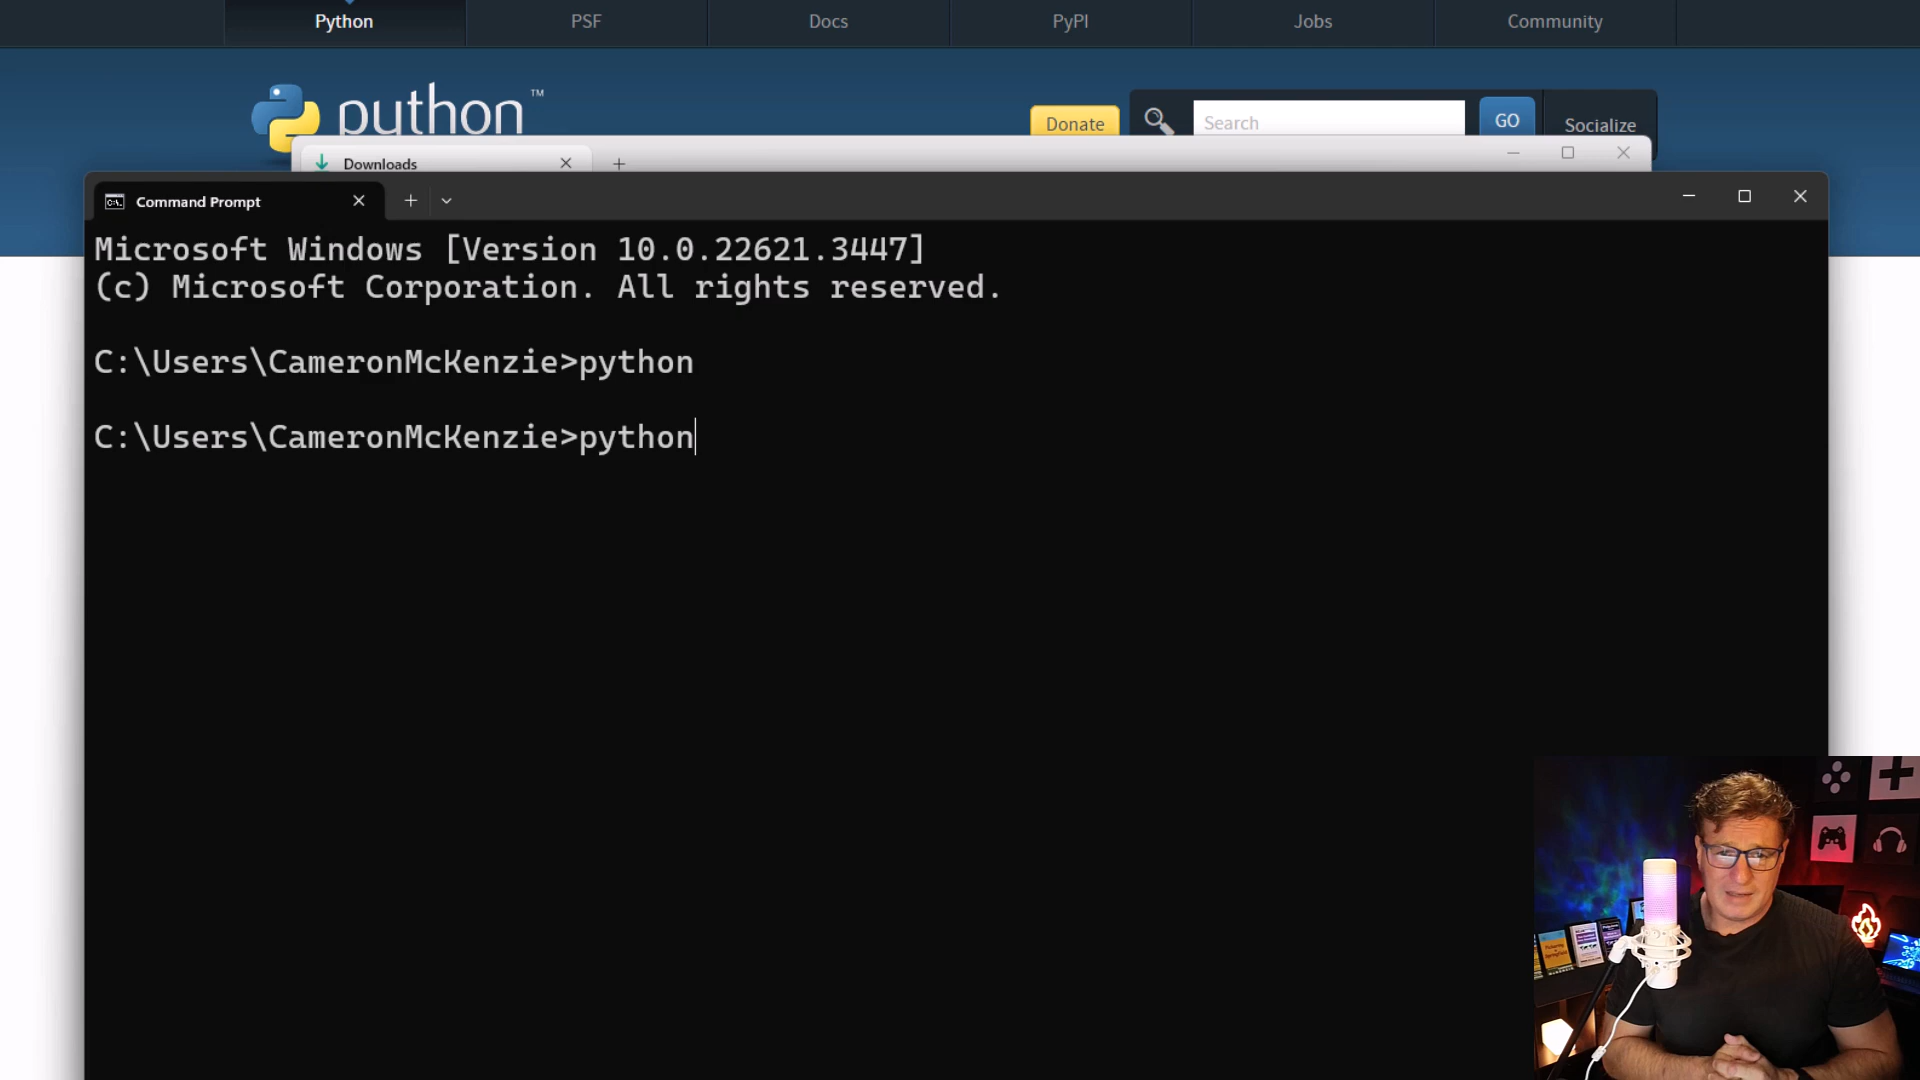 Python PSF Docs PyPI Jobs Community
python™
Donate Search GO Socialize
Downloads
Command Prompt
Microsoft Windows [Version 10.0.22621.3447]
(c) Microsoft Corporation. All rights reserved.
C:\Users\CameronMcKenzie>python
C:\Users\CameronMcKenzie>python